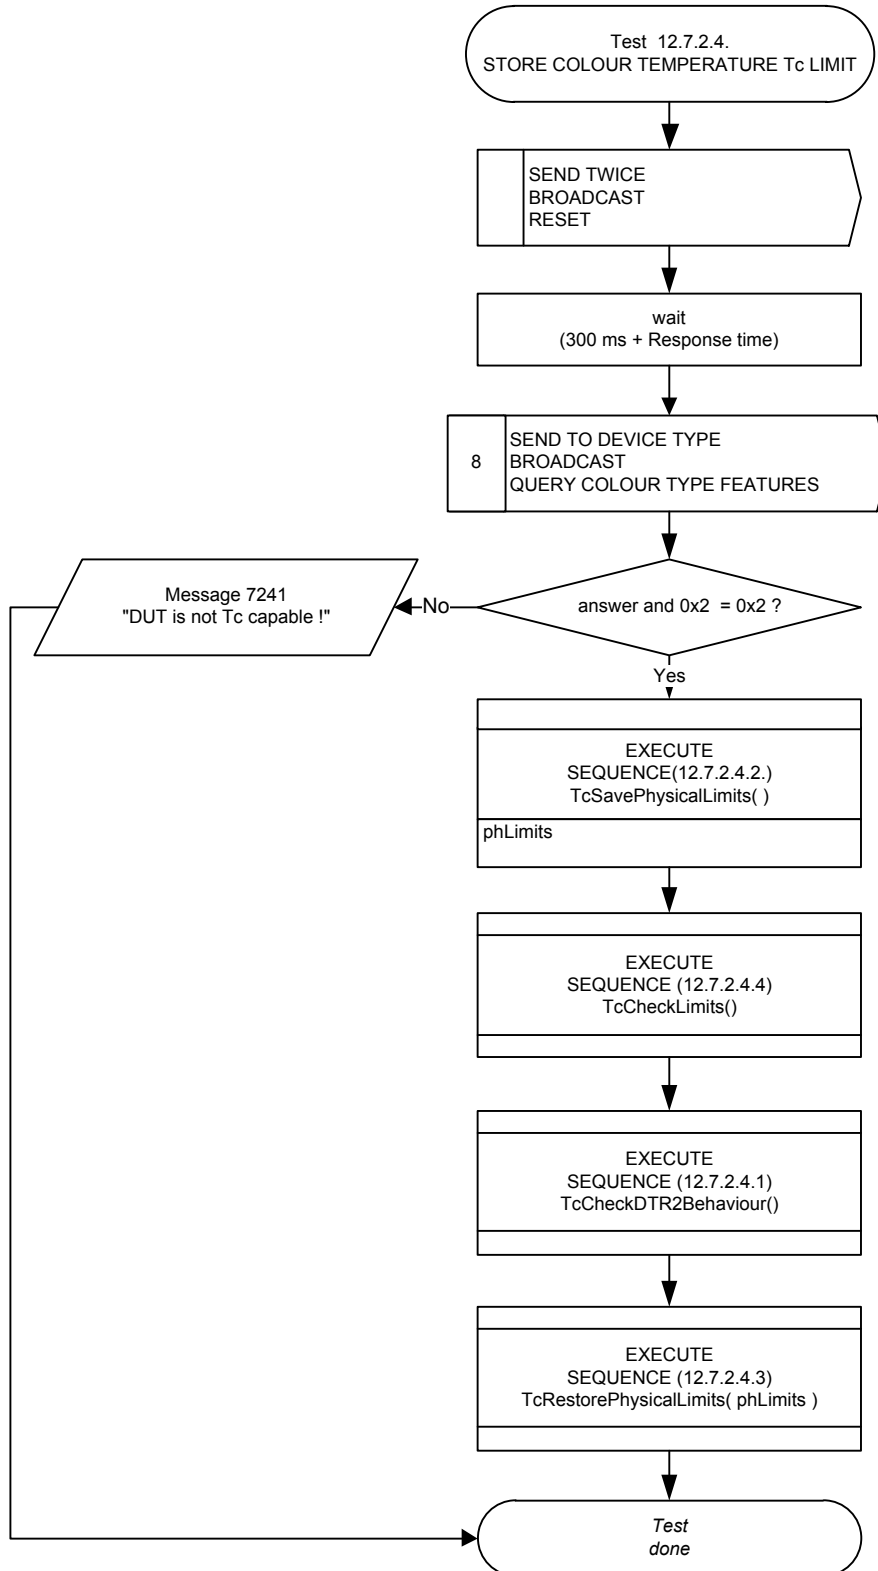 Test 12.7.2.4.
STORE COLOUR TEMPERATURE Tc LIMIT
SEND TWICE
BROADCAST
RESET
wait
(300 ms + Response time)
8
SEND TO DEVICE TYPE
BROADCAST
QUERY COLOUR TYPE FEATURES
answer and 0x2 = 0x2 ?
No
Message 7241
"DUT is not Tc capable !"
Yes
EXECUTE
SEQUENCE(12.7.2.4.2.)
TcSavePhysicalLimits( )
phLimits
EXECUTE
SEQUENCE (12.7.2.4.4)
TcCheckLimits()
EXECUTE
SEQUENCE (12.7.2.4.1)
TcCheckDTR2Behaviour()
EXECUTE
SEQUENCE (12.7.2.4.3)
TcRestorePhysicalLimits( phLimits )
Test
done